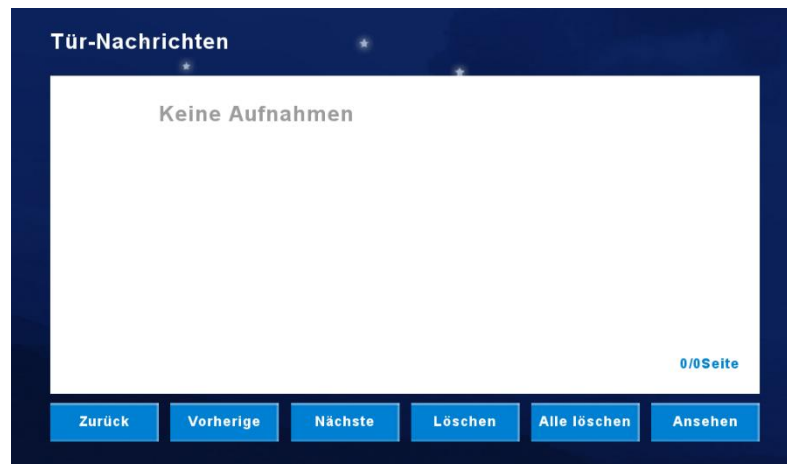 Tür-Nachrichten
Keine Aufnahmen
0/0Seite
Zurück Vorherige Nächste Löschen Alle löschen Ansehen